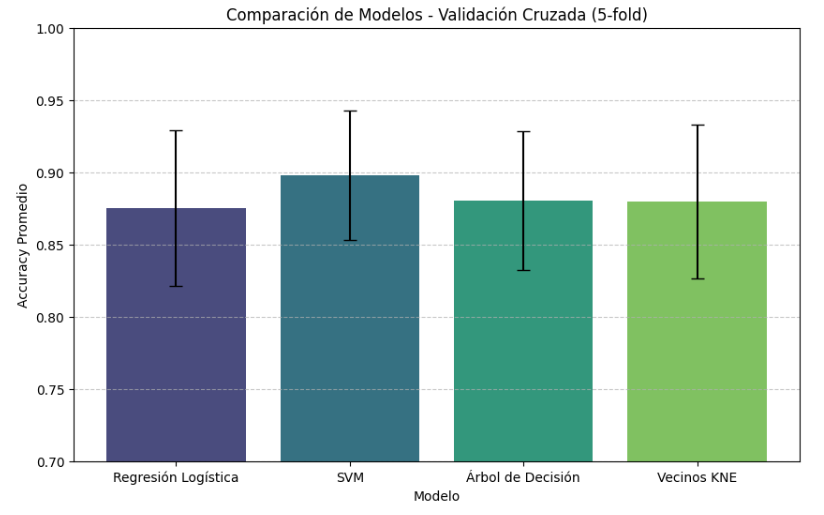 Comparación de Modelos - Validación Cruzada (5-fold)
1.00
0.95
0.90
0.85
0.80
0.75
0.70
Accuracy Promedio
Regresión Logística
SVM
Árbol de Decisión
Vecinos KNE
Modelo